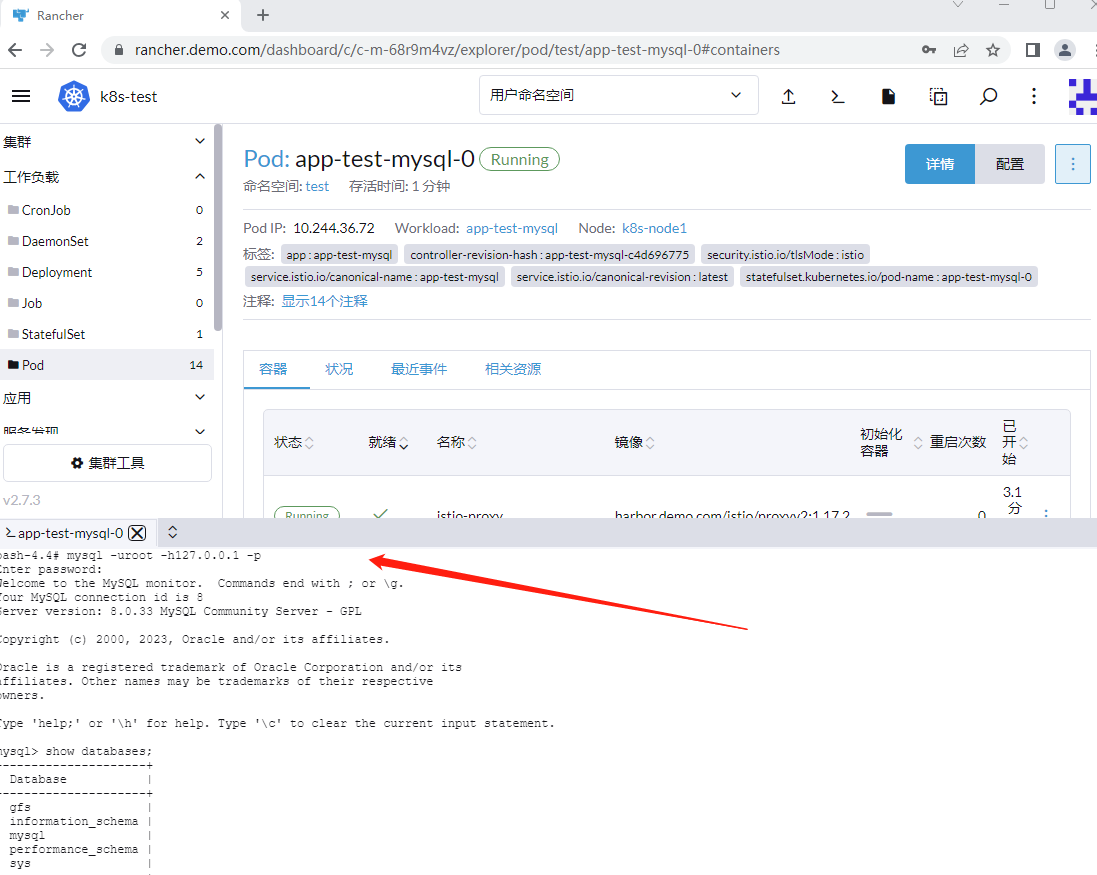 Rancher
rancher.demo.com/dashboard/c/c-m-68r9m4vz/explorer/pod/test/app-test-mysql-0#containers
k8s-test
用户命名空间
集群
工作负载
CronJob 0
DaemonSet 2
Deployment 5
Job 0
StatefulSet 1
Pod 14
应用
服务发现
集群工具
v2.7.3
Pod: app-test-mysql-0 Running
详情 配置
命名空间: test 存活时间: 1 分钟
Pod IP: 10.244.36.72 Workload: app-test-mysql Node: k8s-node1
标签: app : app-test-mysql controller-revision-hash : app-test-mysql-c4d696775 security.istio.io/tlsMode : istio
service.istio.io/canonical-name : app-test-mysql service.istio.io/canonical-revision : latest statefulset.kubernetes.io/pod-name : app-test-mysql-0
注释: 显示14个注释
容器 状况 最近事件 相关资源
状态 就绪 名称 镜像 初始化容器 重启次数 已开始
Running istio-proxy harbor.demo.com/istio/proxyv2:1.17.2 0 3.1 分
app-test-mysql-0
bash-4.4# mysql -uroot -h127.0.0.1 -p
Enter password:
Welcome to the MySQL monitor.  Commands end with ; or \g.
Your MySQL connection id is 8
Server version: 8.0.33 MySQL Community Server - GPL
Copyright (c) 2000, 2023, Oracle and/or its affiliates.
Oracle is a registered trademark of Oracle Corporation and/or its
affiliates. Other names may be trademarks of their respective
owners.
Type 'help;' or '\h' for help. Type '\c' to clear the current input statement.
mysql> show databases;
---------------------+
Database |
---------------------+
gfs |
information_schema |
mysql |
performance_schema |
sys |